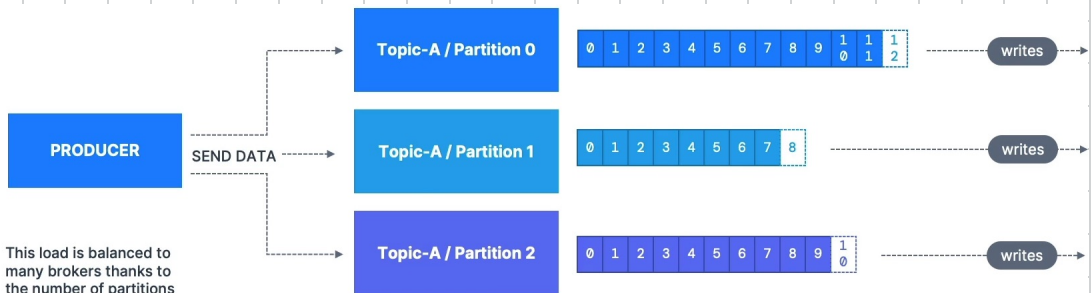 Topic-A / Partition 0
0 1 2 3 4 5 6 7 8 9 10 11 12
writes
PRODUCER
SEND DATA
Topic-A / Partition 1
0 1 2 3 4 5 6 7 8
writes
Topic-A / Partition 2
0 1 2 3 4 5 6 7 8 9 10
writes
This load is balanced to
many brokers thanks to
the number of partitions